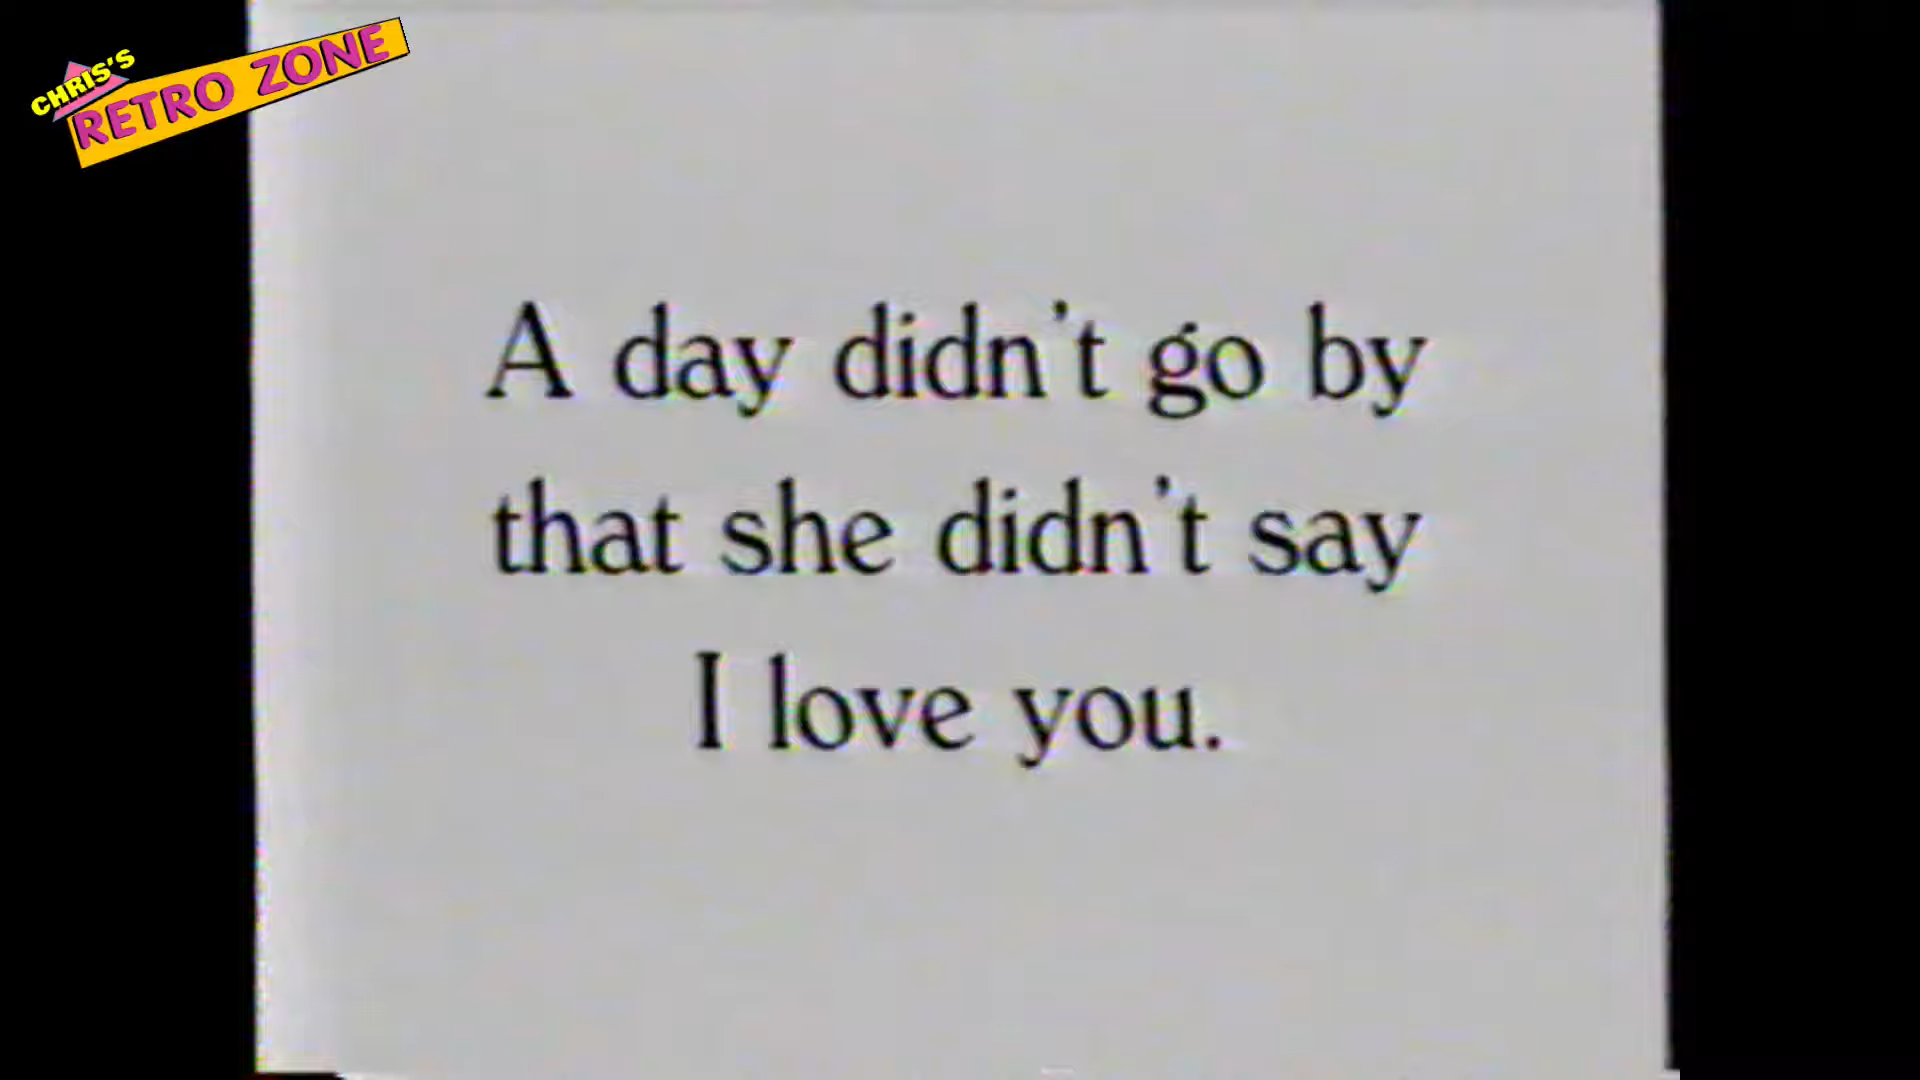 CHRIS'S
RETRO ZONE
A day didn't go by
that she didn't say
I love you.